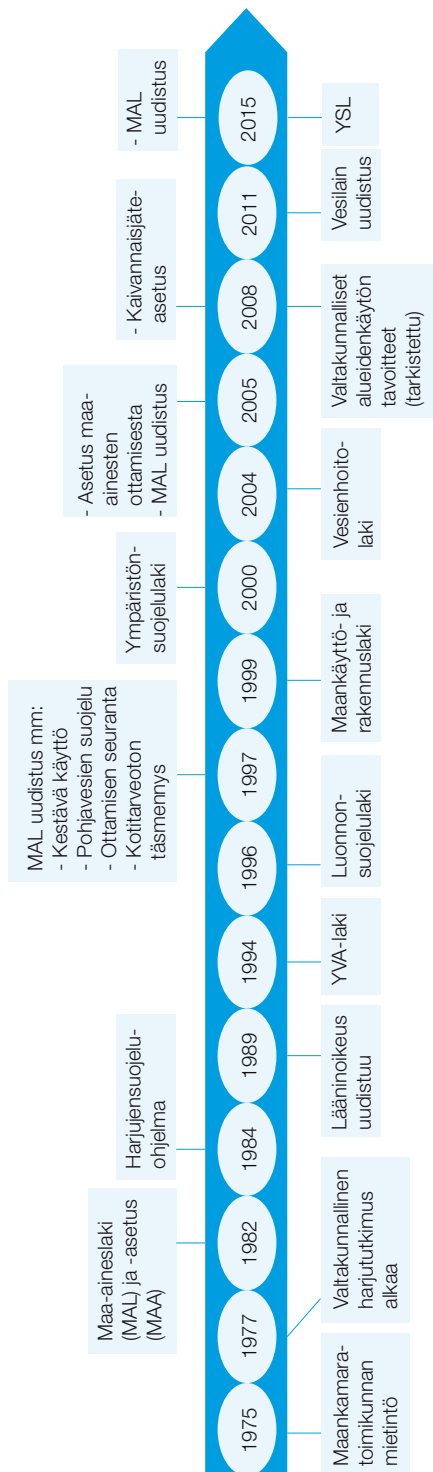 Maa-aineslaki
(MAL) ja -asetus
(MAA)
Harjujensuojelu-
ohjelma
MAL uudistus mm:
- Kestävä käyttö
- Pohjavesien suojelu
- Ottamisen seuranta
- Kotitarveoton
täsmennys
Ympäristön-
suojelulaki
- Asetus maa-
ainesten
ottamisesta
- MAL uudistus
- Kaivannaisjäte-
asetus
- MAL
uudistus
1975
1977
1982
1984
1989
1994
1996
1997
1999
2000
2004
2005
2008
2011
2015
Maankamara-
toimikunnan
mietintö
Valtakunnallinen
harjututkimus
alkaa
Lääninoikeus
uudistuu
YVA-laki
Luonnon-
suojelulaki
Maankäyttö- ja
rakennuslaki
Vesienhoito-
laki
Valtakunnalliset
alueidenkäytön
tavoitteet
(tarkistettu)
Vesilain
uudistus
YSL